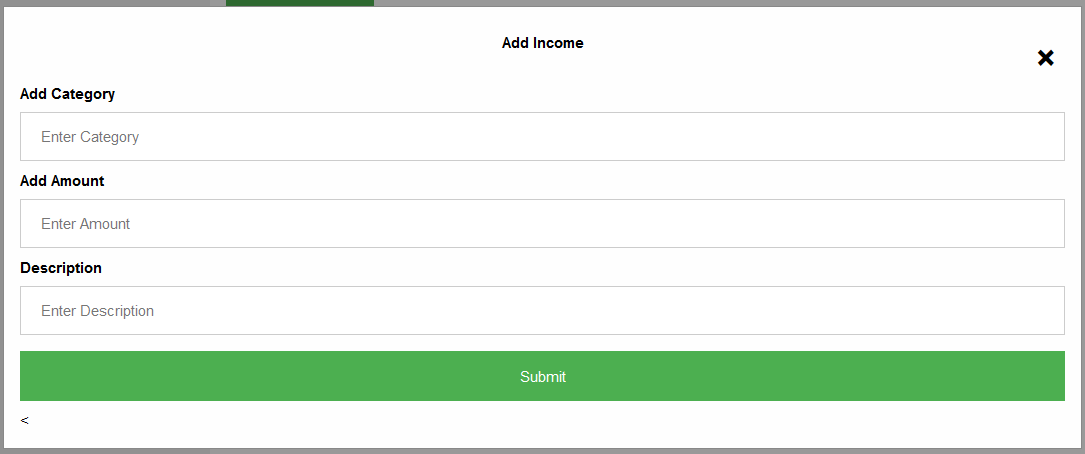 Add Income
×
Add Category
Enter Category
Add Amount
Enter Amount
Description
Enter Description
Submit
<